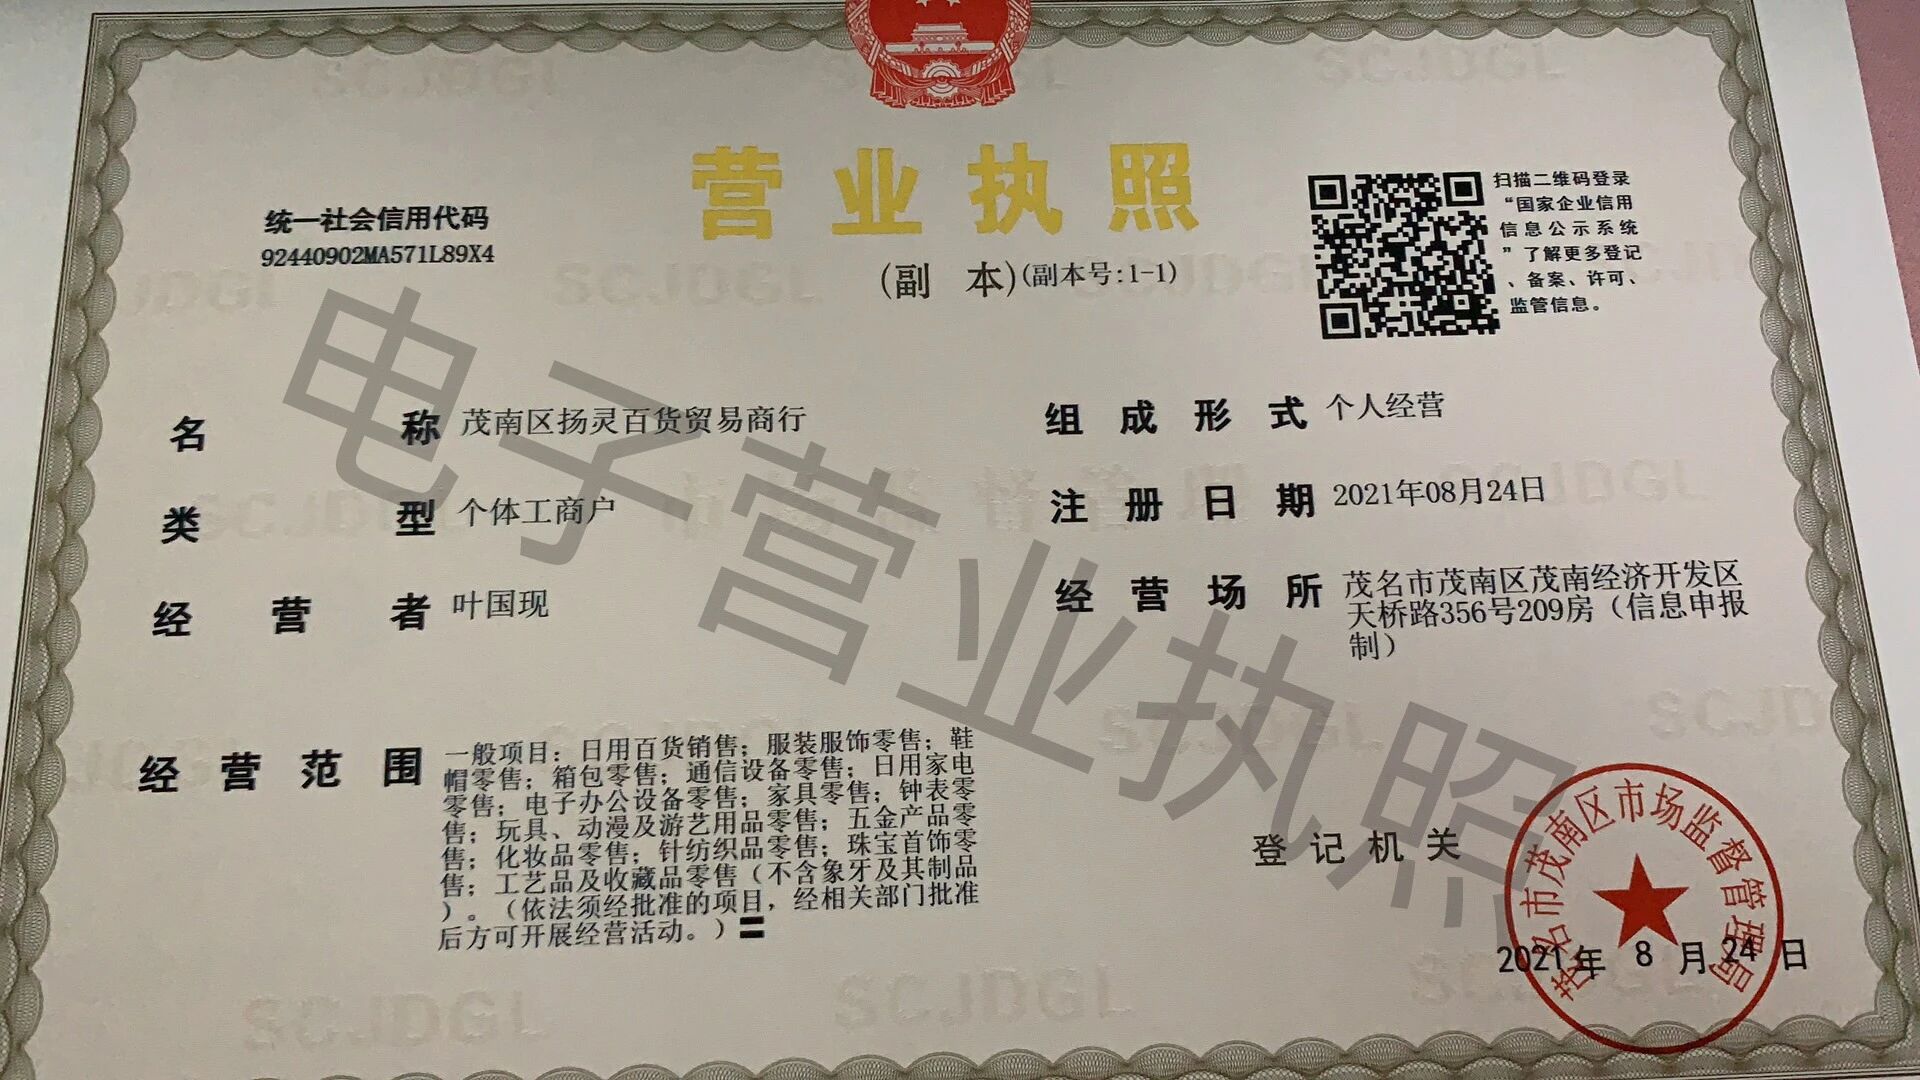 营业执照
(副 本)(副本号:1-1)
统一社会信用代码
92440902MA571L89X4
扫描二维码登录
“国家企业信用
信息公示系统
”了解更多登记
、备案、许可、
监管信息。
名 称 茂南区扬灵百货贸易商行
类 型 个体工商户
经 营 者 叶国现
组 成 形 式 个人经营
注 册 日 期 2021年08月24日
经 营 场 所 茂名市茂南区茂南经济开发区
天桥路356号209房（信息申报
制）
经 营 范 围 一般项目：日用百货销售；服装服饰零售；鞋
帽零售；箱包零售；通信设备零售；日用家电
零售；电子办公设备零售；家具零售；钟表零
售；玩具、动漫及游艺用品零售；五金产品零
售；化妆品零售；针纺织品零售；珠宝首饰零
售；工艺品及收藏品零售（不含象牙及其制品
）。（依法须经批准的项目，经相关部门批准
后方可开展经营活动。）
登 记 机 关
茂名市茂南区市场监督管理局
2021 年 8 月 24 日
电子营业执照
SCJDGL
SCJDGL
SCJDGL
SCJDGL
SCJDGL
SCJDGL
SCJDGL
SCJDGL